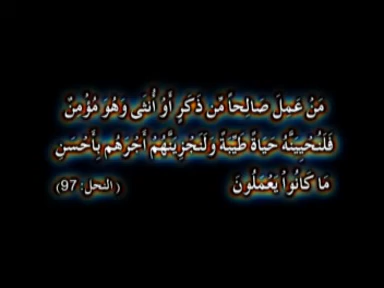 مَنْ عَمِلَ صَالِحاً مِّن ذَكَرٍ أَوْ أُنثَى وَهُوَ مُؤْمِنٌ
فَلَنُحْيِيَنَّهُ حَيَاةً طَيِّبَةً وَلَنَجْزِيَنَّهُمْ أَجْرَهُم بِأَحْسَنِ
مَا كَانُواْ يَعْمَلُونَ (النحل: 97)